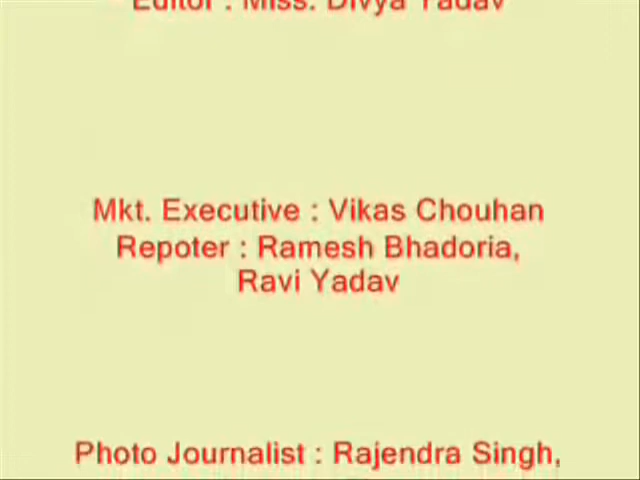 Editor : Miss. Divya Yadav
Mkt. Executive : Vikas Chouhan
Repoter : Ramesh Bhadoria,
Ravi Yadav
Photo Journalist : Rajendra Singh,